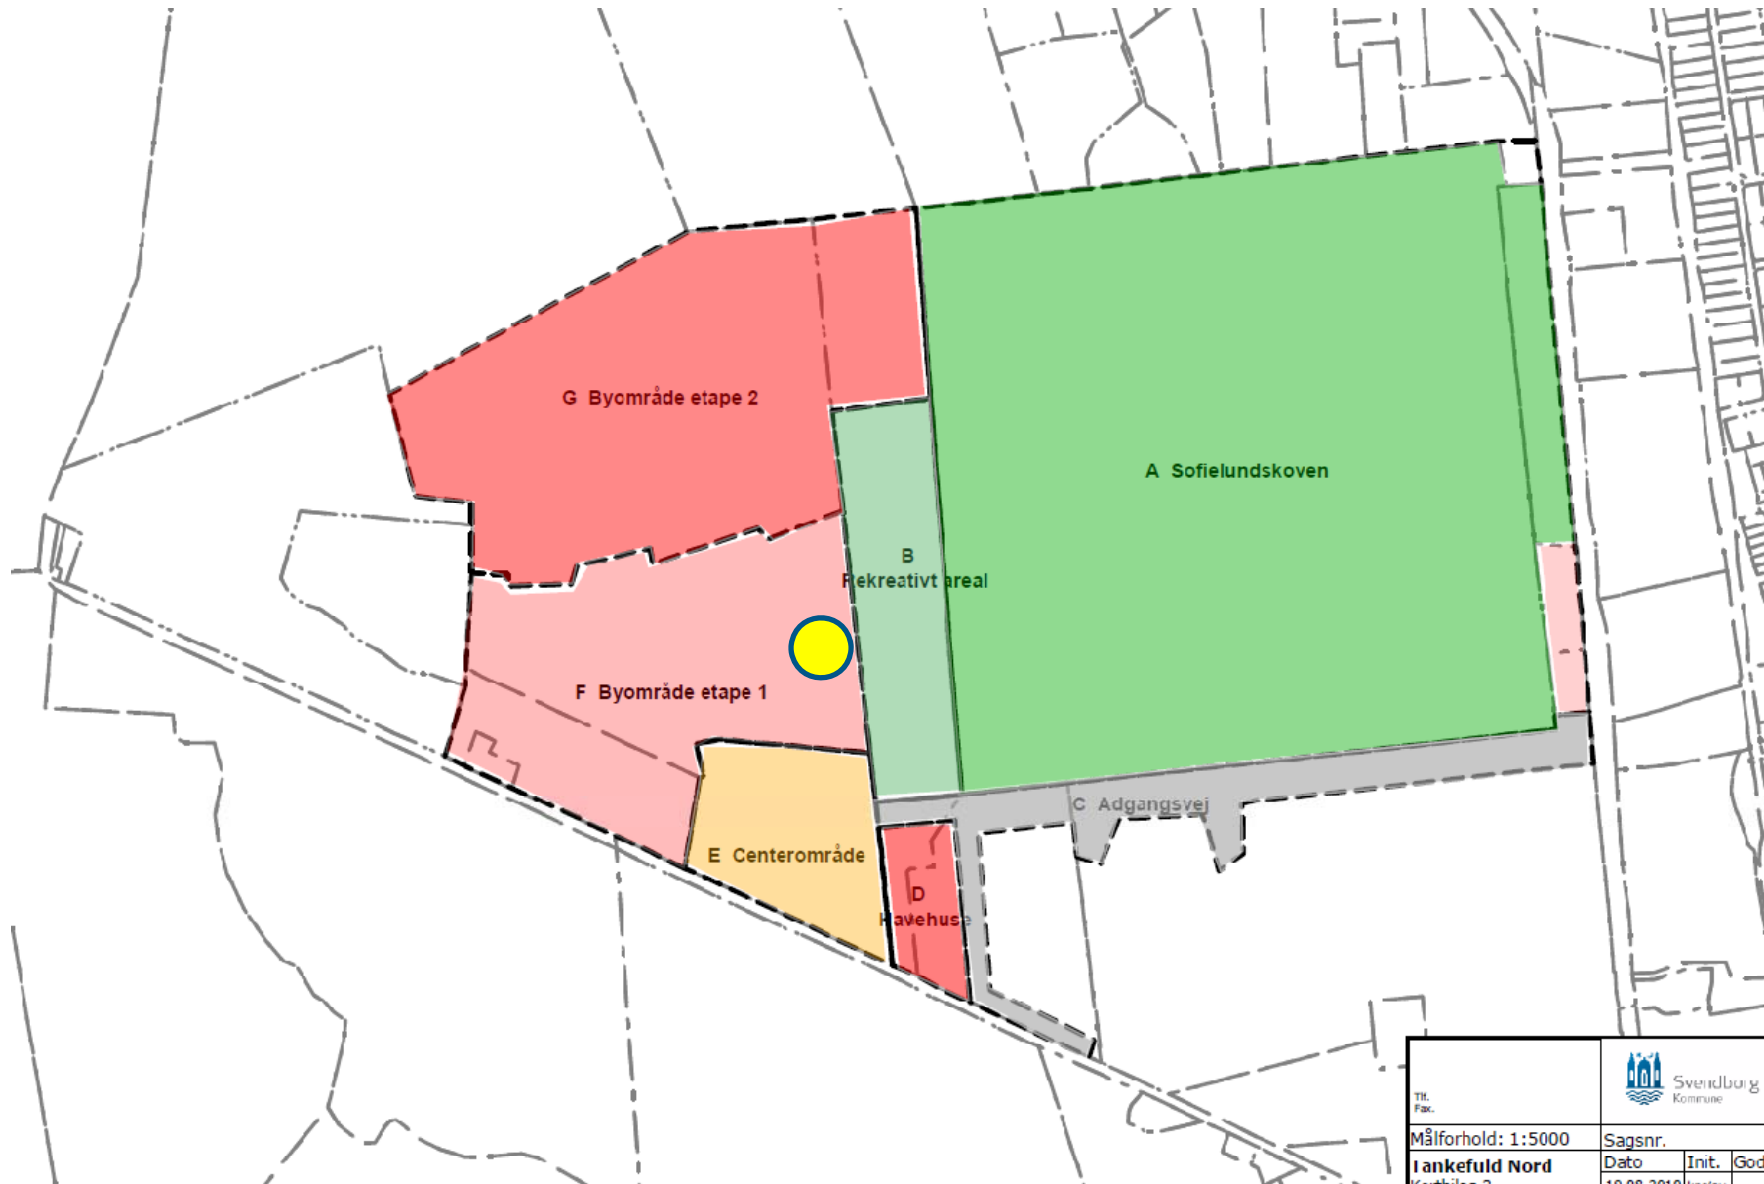 G Byområde etape 2
A Sofielundskoven
B
Rekreativt areal
F Byområde etape 1
C Adgangsvej
E Centerområde
D
Havehuse
Svendborg
Kommune
Tlf.
Fax.
Målforhold: 1:5000
Sagsnr.
Tankefuld Nord
Dato
Init.
God